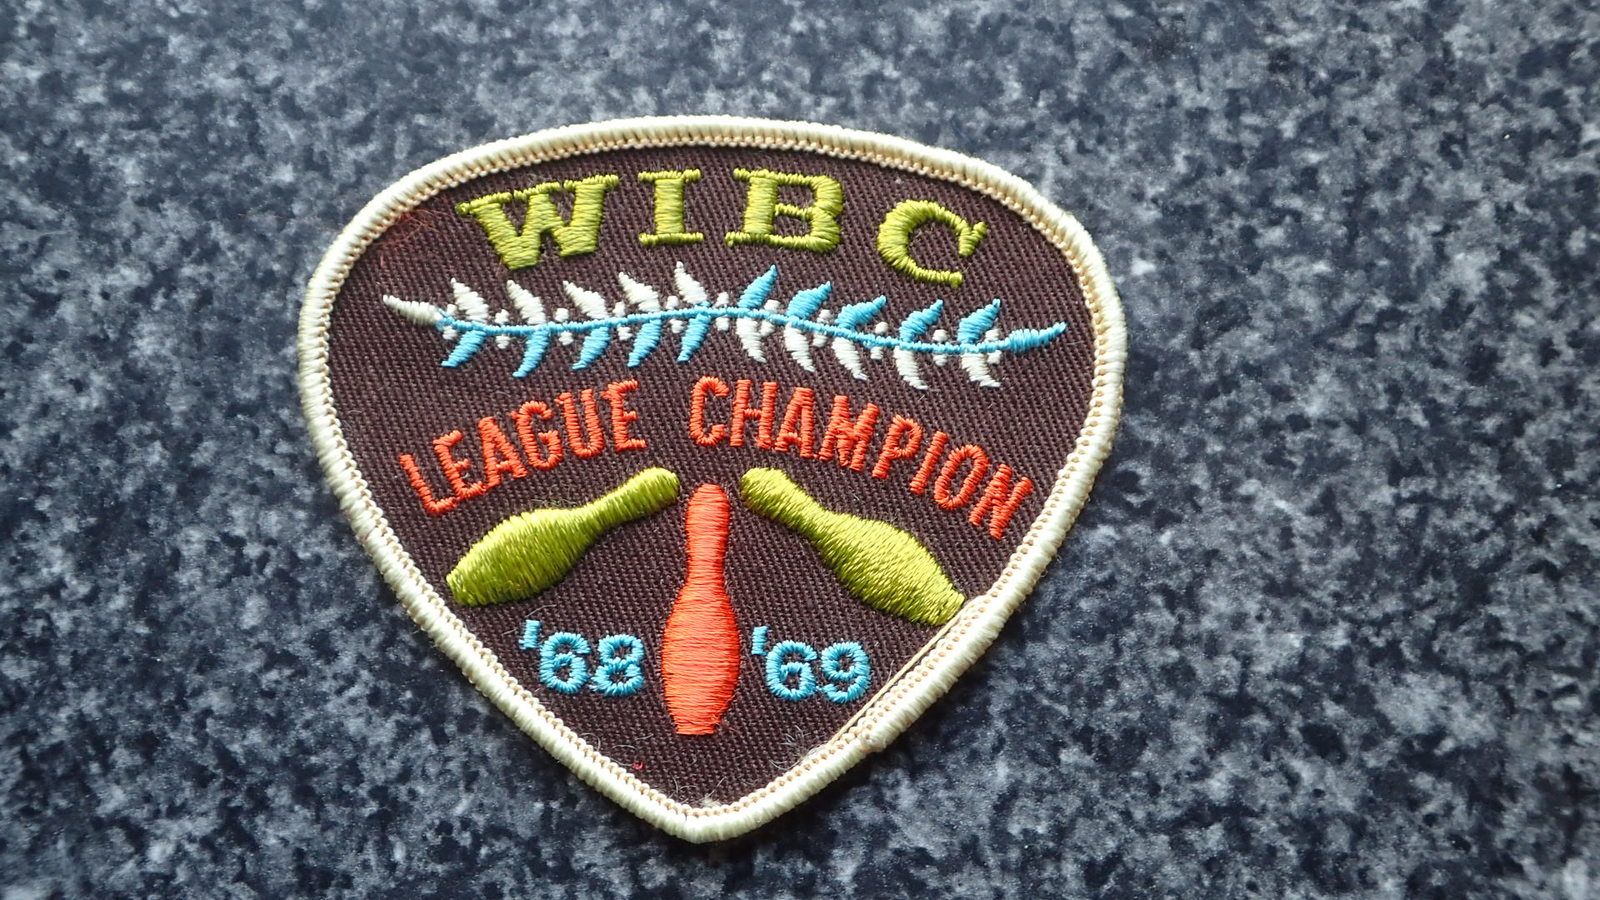 WIBC
LEAGUE CHAMPION
'68 '69